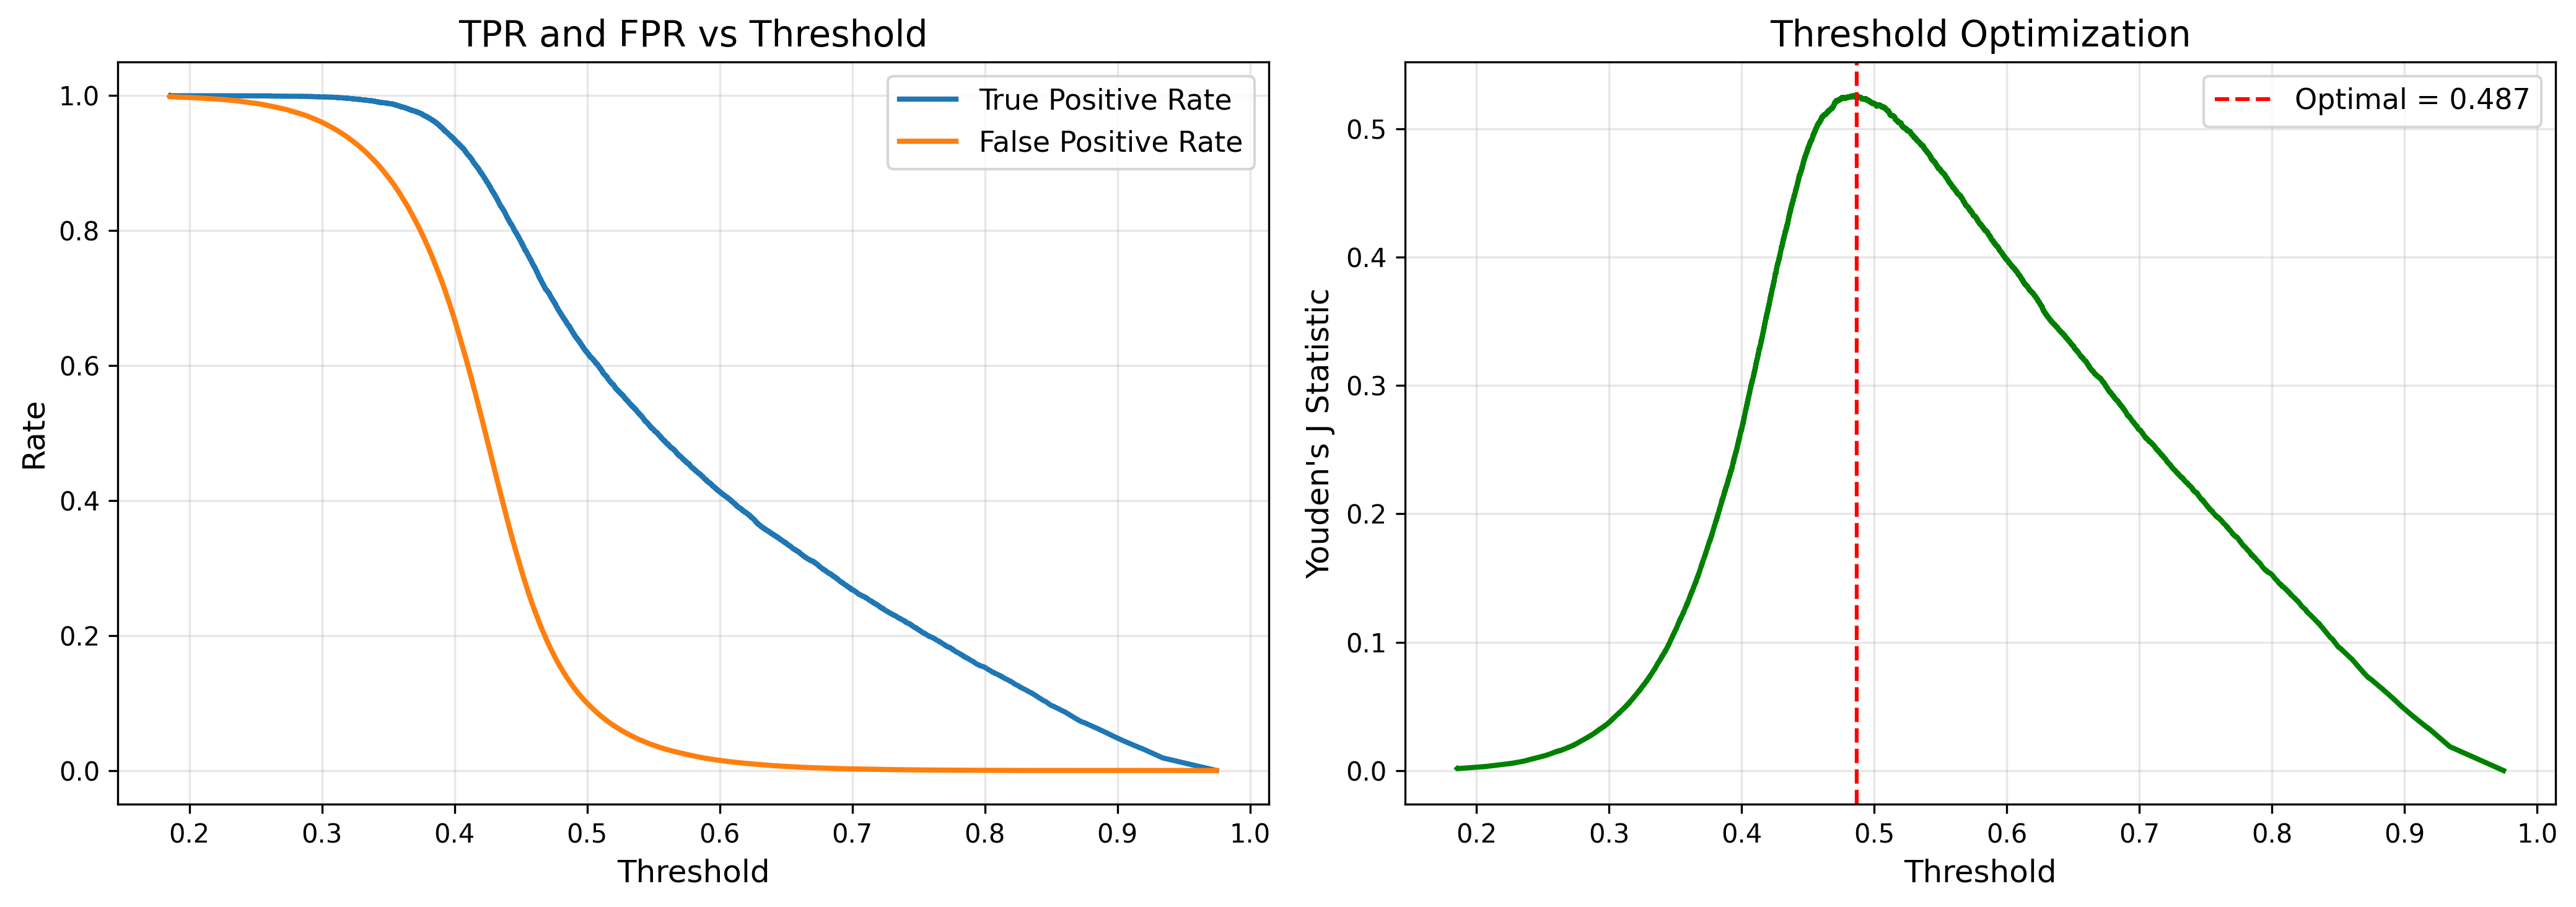 TPR and FPR vs Threshold
True Positive Rate
False Positive Rate
Rate
1.0
0.8
0.6
0.4
0.2
0.0
0.2 0.3 0.4 0.5 0.6 0.7 0.8 0.9 1.0
Threshold
Threshold Optimization
Optimal = 0.487
Youden's J Statistic
0.5
0.4
0.3
0.2
0.1
0.0
0.2 0.3 0.4 0.5 0.6 0.7 0.8 0.9 1.0
Threshold